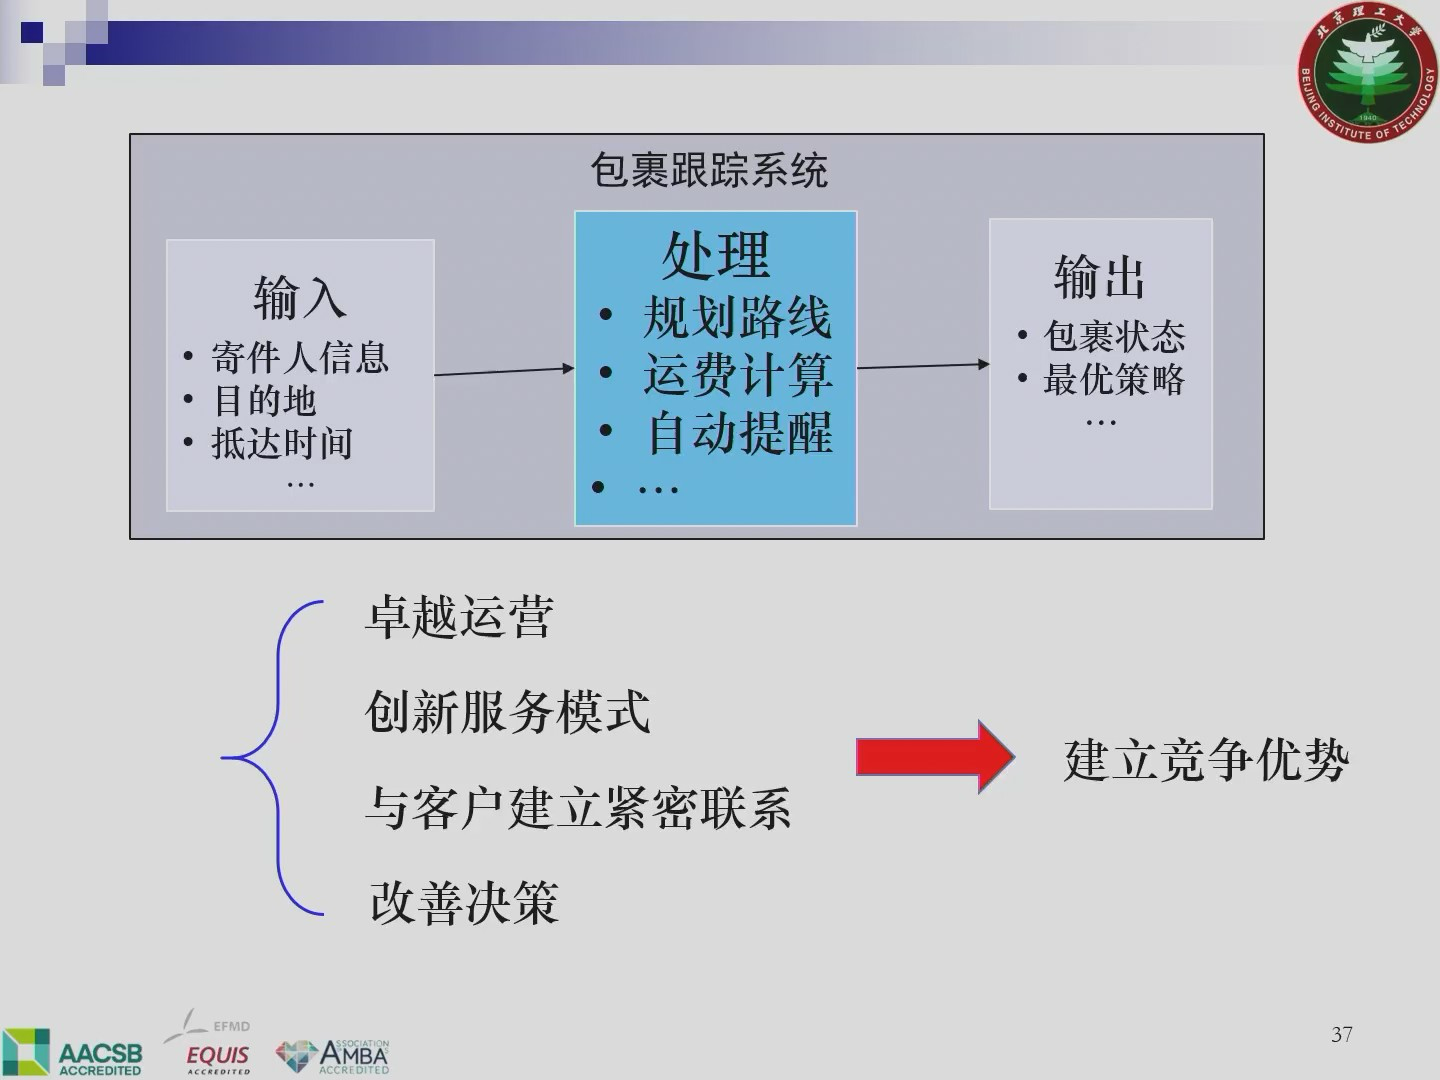 北京理工大学
BEIJING INSTITUTE OF TECHNOLOGY
1940
包裹跟踪系统
输入
• 寄件人信息
• 目的地
• 抵达时间
…
处理
• 规划路线
• 运费计算
• 自动提醒
• …
输出
• 包裹状态
• 最优策略
…
卓越运营
创新服务模式
与客户建立紧密联系
改善决策
建立竞争优势
AACSB
ACCREDITED
EFMD
EQUIS
ACCREDITED
ASSOCIATION
AMBA
ACCREDITED
37